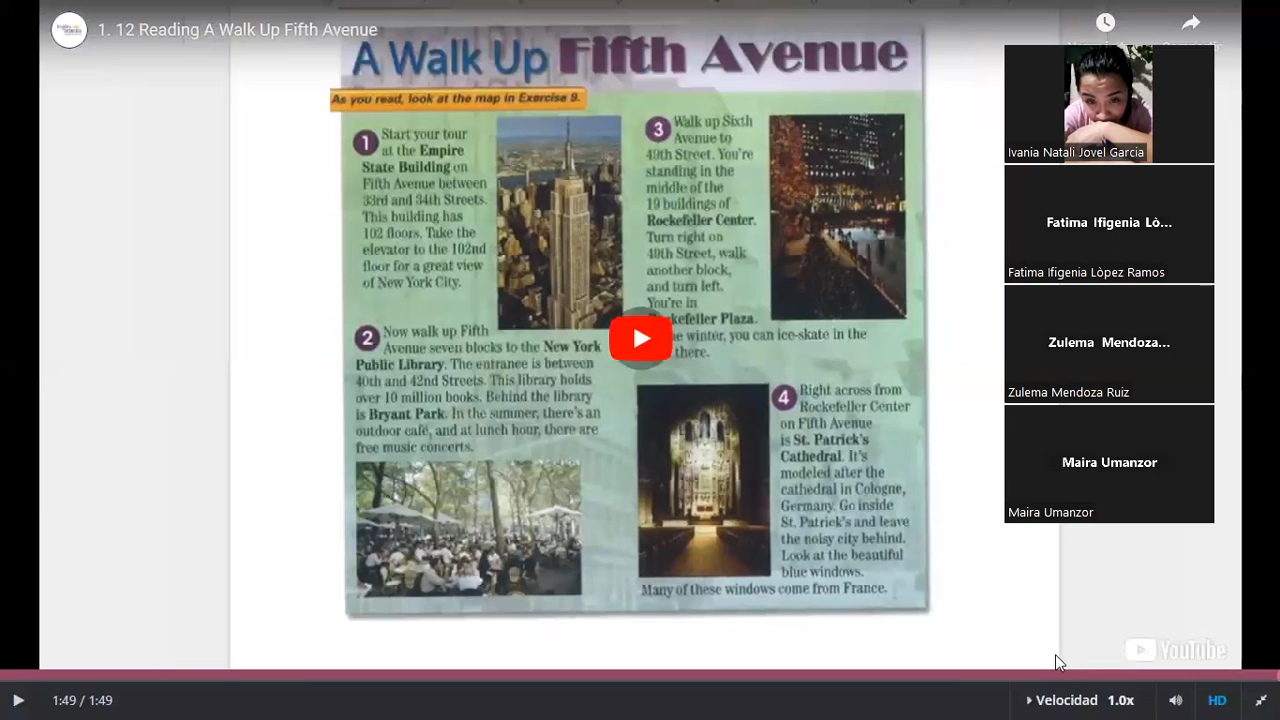 1. 12 Reading A Walk Up Fifth Avenue
A Walk Up Fifth Avenue
As you read, look at the map in Exercise 9.
1 Start your tour
at the Empire
State Building on
Fifth Avenue between
33rd and 34th Streets.
This building has
102 floors. Take the
elevator to the 102nd
floor for a great view
of New York City.
2 Now walk up Fifth
Avenue seven blocks to the New York
Public Library. The entrance is between
40th and 42nd Streets. This library holds
over 10 million books. Behind the library
is Bryant Park. In the summer, there's an
outdoor café, and at lunch hour, there are
free music concerts.
3 Walk up Sixth
Avenue to
49th Street. You're
standing in the
middle of the
19 buildings of
Rockefeller Center.
Turn right on
49th Street, walk
another block,
and turn left.
You're in
Plaza.
winter, you can ice-skate in the
there.
4 Right across from
Rockefeller Center
on Fifth Avenue
is St. Patrick's
Cathedral. It's
modeled after the
cathedral in Cologne,
Germany. Go inside
St. Patrick's and leave
the noisy city behind.
Look at the beautiful
blue windows.
Many of these windows come from France.
Ivania Natali Jovel Garcia
Fatima Ifigenia Lò...
Fatima Ifigenia Lòpez Ramos
Zulema Mendoza...
Zulema Mendoza Ruiz
Maira Umanzor
Maira Umanzor
YouTube
1:49 / 1:49
Velocidad 1.0x
HD